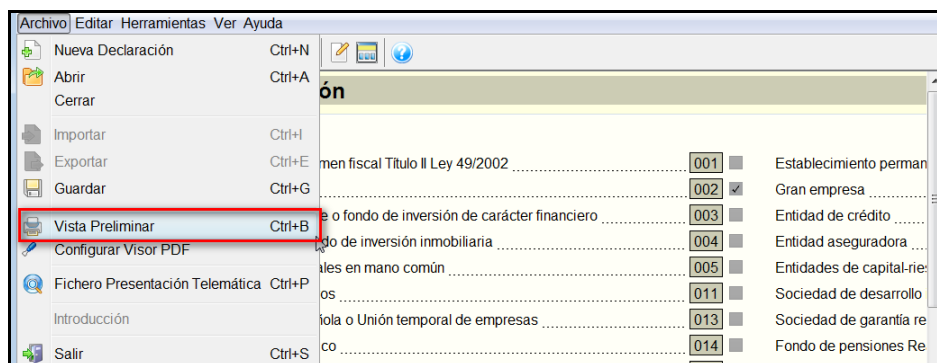 Archivo Editar Herramientas Ver Ayuda
Nueva Declaración Ctrl+N
Abrir Ctrl+A
Cerrar
Importar Ctrl+I
Exportar Ctrl+E
Guardar Ctrl+G
Vista Preliminar Ctrl+B
Configurar Visor PDF
Fichero Presentación Telemática Ctrl+P
Introducción
Salir Ctrl+S
ón
men fiscal Título II Ley 49/2002 001 Establecimiento perman
002 Gran empresa
e o fondo de inversión de carácter financiero 003 Entidad de crédito
do de inversión inmobiliaria 004 Entidad aseguradora
ales en mano común 005 Entidades de capital-ries
os 011 Sociedad de desarrollo
ñola o Unión temporal de empresas 013 Sociedad de garantía re
co 014 Fondo de pensiones Re